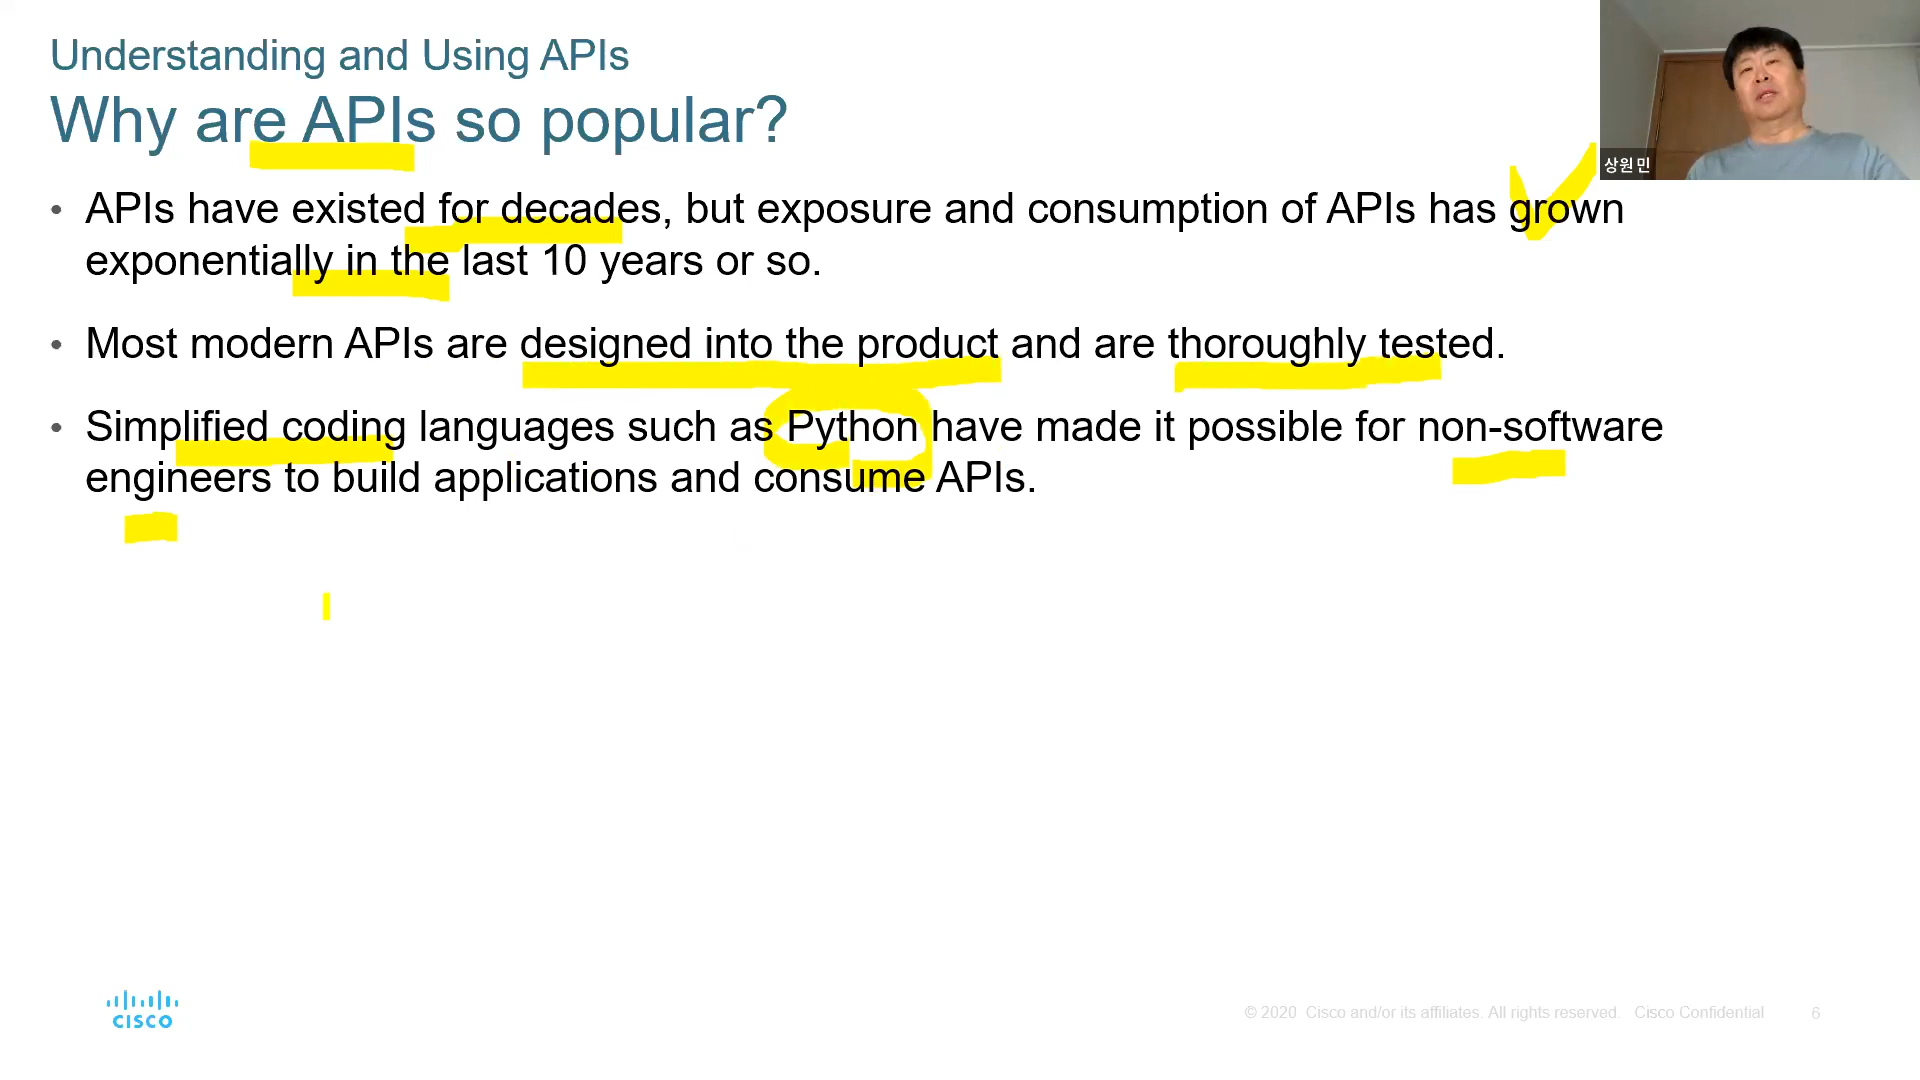 Understanding and Using APIs
Why are APIs so popular?
상원 민
• APIs have existed for decades, but exposure and consumption of APIs has grown
exponentially in the last 10 years or so.
• Most modern APIs are designed into the product and are thoroughly tested.
• Simplified coding languages such as Python have made it possible for non-software
engineers to build applications and consume APIs.
CISCO
© 2020 Cisco and/or its affiliates. All rights reserved. Cisco Confidential 6